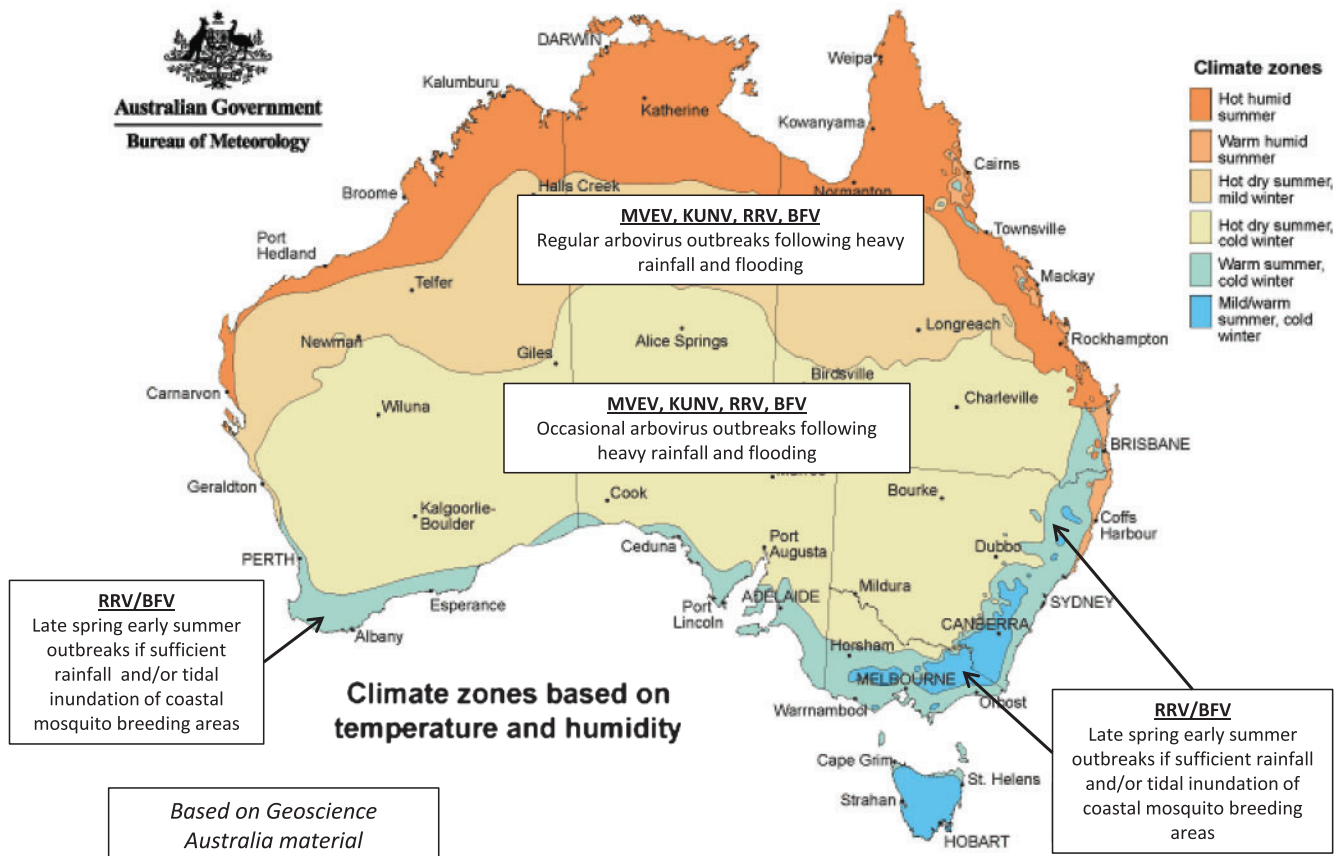 Australian Government
Bureau of Meteorology
DARWIN
Weipa
Kalumburu
Katherine
Kowanyama
Cairns
Broome
Halls Creek
Normanton
Port
Hedland
Townsville
Telfer
Mackay
Newman
Giles
Alice Springs
Longreach
Rockhampton
Carnarvon
Birdsville
Wiluna
Charleville
BRISBANE
Geraldton
Cook
Bourke
Kalgoorlie-
Boulder
Coffs
Harbour
PERTH
Ceduna
Port
Augusta
Dubbo
Mildura
Esperance
Port
Lincoln
ADELAIDE
SYDNEY
Albany
CANBERRA
Horsham
MELBOURNE
Orbost
Warrnambool
Cape Grim
St. Helens
Strahan
HOBART
Climate zones
Hot humid
summer
Warm humid
summer
Hot dry summer,
mild winter
Hot dry summer,
cold winter
Warm summer,
cold winter
Mild/warm
summer, cold
winter
MVEV, KUNV, RRV, BFV
Regular arbovirus outbreaks following heavy
rainfall and flooding
MVEV, KUNV, RRV, BFV
Occasional arbovirus outbreaks following
heavy rainfall and flooding
RRV/BFV
Late spring early summer
outbreaks if sufficient
rainfall and/or tidal
inundation of coastal
mosquito breeding areas
Climate zones based on
temperature and humidity
RRV/BFV
Late spring early summer
outbreaks if sufficient rainfall
and/or tidal inundation of
coastal mosquito breeding
areas
Based on Geoscience
Australia material